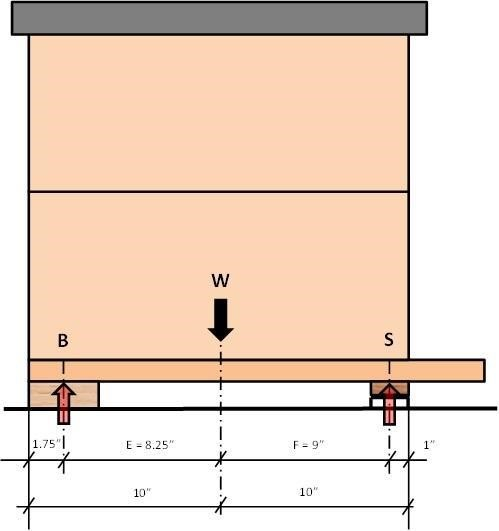 W
B
S
1.75”
E = 8.25”
F = 9”
1”
10”
10”